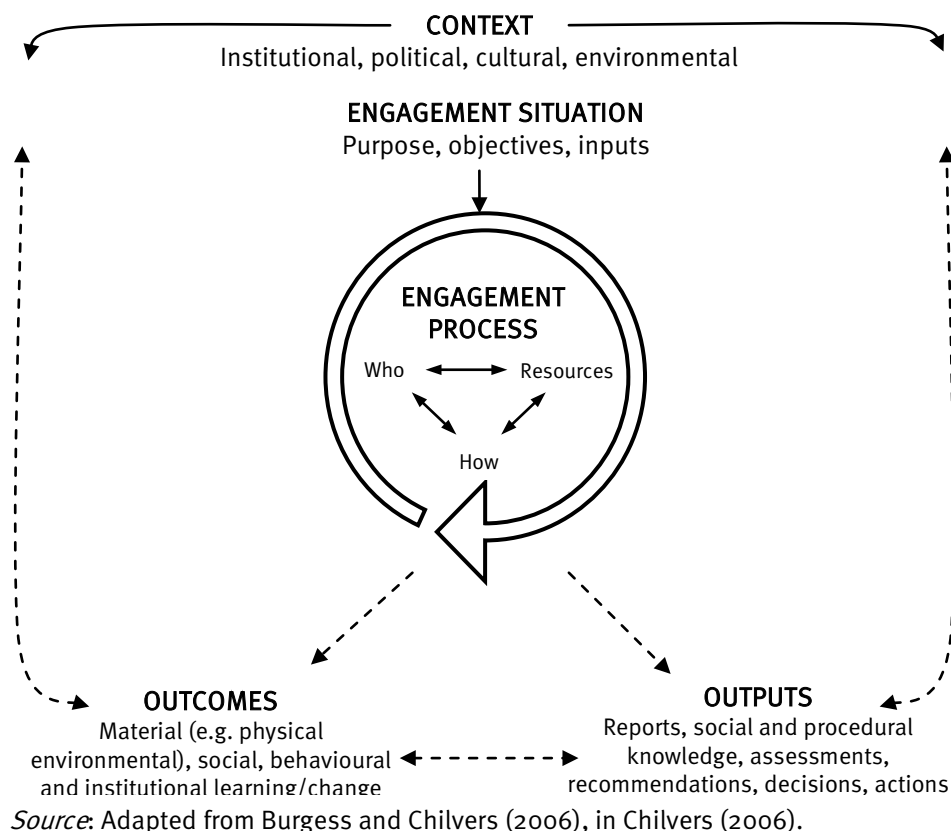 CONTEXT
Institutional, political, cultural, environmental
ENGAGEMENT SITUATION
Purpose, objectives, inputs
ENGAGEMENT
PROCESS
Who
Resources
How
OUTCOMES
Material (e.g. physical
environmental), social, behavioural
and institutional learning/change
OUTPUTS
Reports, social and procedural
knowledge, assessments,
recommendations, decisions, actions
Source: Adapted from Burgess and Chilvers (2006), in Chilvers (2006).